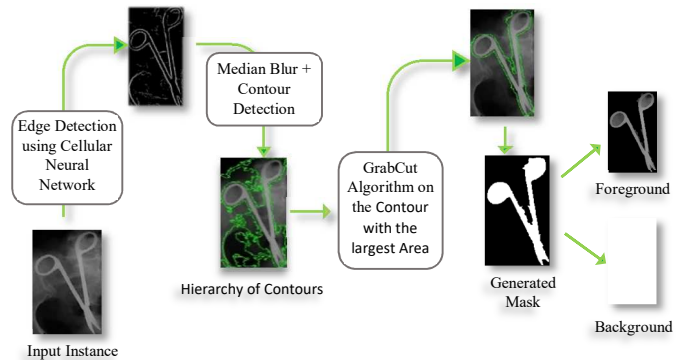 Edge Detection
using Cellular
Neural
Network
Input Instance
Median Blur +
Contour
Detection
Hierarchy of Contours
GrabCut
Algorithm on
the Contour
with the
largest Area
Generated
Mask
Foreground
Background